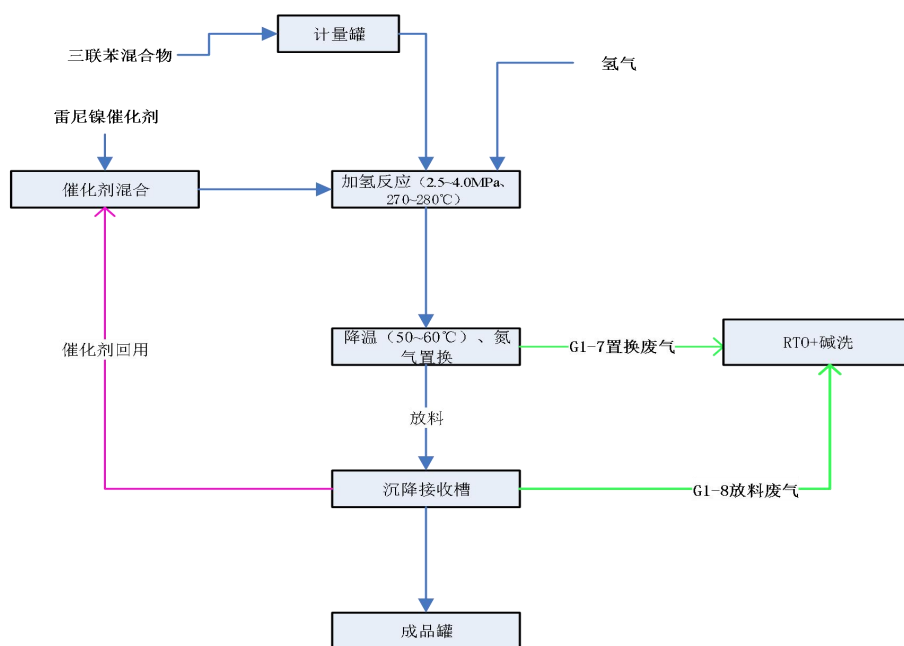 计量罐
三联苯混合物
氢气
雷尼镍催化剂
催化剂混合
加氢反应（2.5~4.0MPa、
270~280℃）
降温（50~60℃）、氮
气置换
G1-7置换废气
RTO+碱洗
催化剂回用
放料
沉降接收槽
G1-8放料废气
成品罐